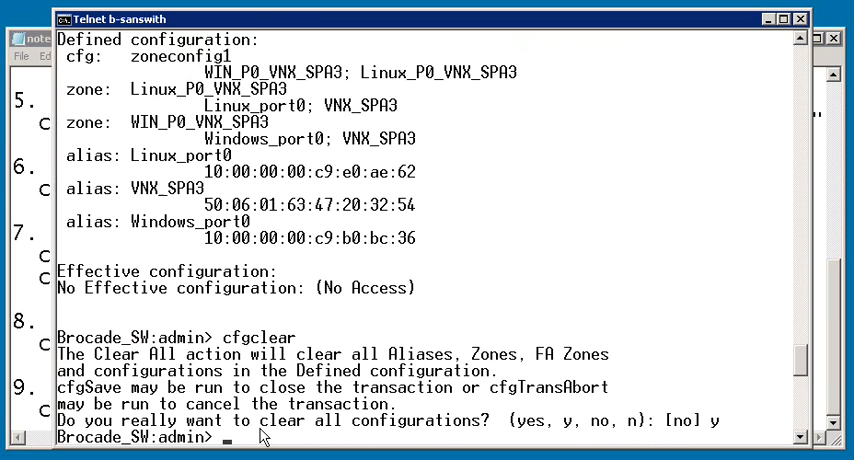 Telnet b-sanswith
note
File Ed
Defined configuration:
cfg: zoneconfig1
WIN_P0_VNX_SPA3; Linux_P0_VNX_SPA3
zone: Linux_P0_VNX_SPA3
Linux_port0; VNX_SPA3
zone: WIN_P0_VNX_SPA3
Windows_port0; VNX_SPA3
alias: Linux_port0
10:00:00:00:c9:e0:ae:62
alias: VNX_SPA3
50:06:01:63:47:20:32:54
alias: Windows_port0
10:00:00:00:c9:b0:bc:36
Effective configuration:
No Effective configuration: (No Access)
Brocade_SW:admin> cfgclear
The Clear All action will clear all Aliases, Zones, FA Zones
and configurations in the Defined configuration.
cfgSave may be run to close the transaction or cfgTransAbort
may be run to cancel the transaction.
Do you really want to clear all configurations?  (yes, y, no, n): [no] y
Brocade_SW:admin> _
5.
c
"
6.
c
7.
c
c
8.
c
9.
c